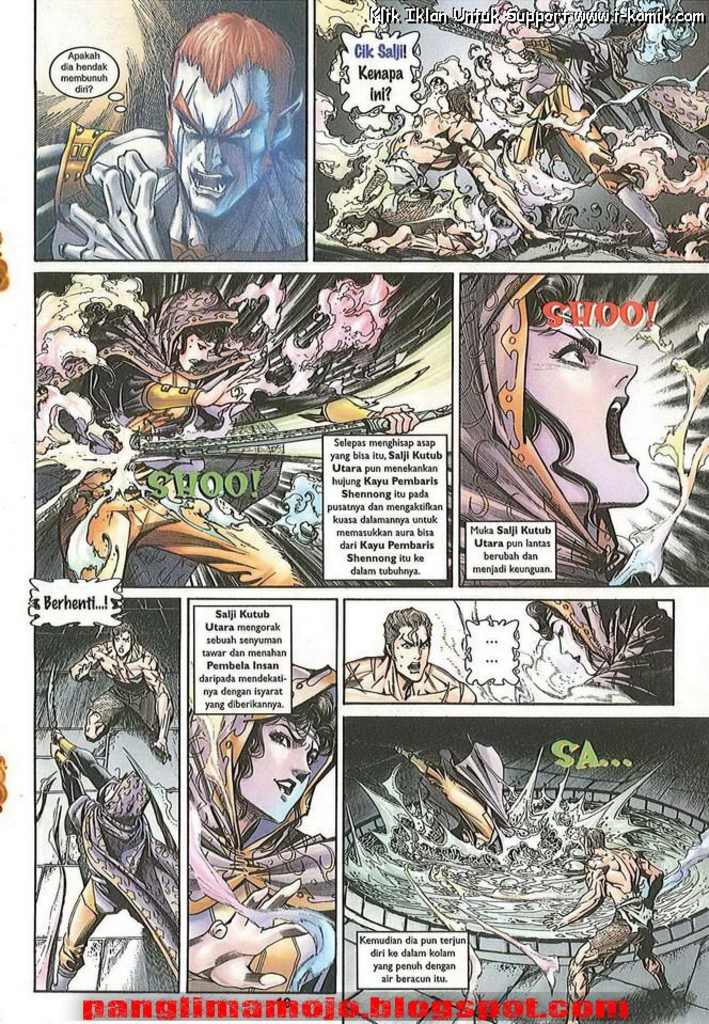 Klik Iklan Untuk Support www.i-komik.com
Apakah
dia hendak
membunuh
diri?
Cik Salji!
Kenapa
ini?
SHOO!
Selepas menghisap asap
yang berbisa itu, Salji Kutub
Utara pun menekankan
hujung Kayu Pembaris
Shennong itu pada
pusatnya dan mengaktifkan
kuasa dalamannya untuk
memasukkan aura bisa
dari Kayu Pembaris
Shennong itu ke
dalam tubuhnya.
SHOO!
Muka Salji Kutub
Utara pun lantas
berubah dan
menjadi keunguan.
Berhenti...!
Salji Kutub
Utara mengorak
sebuah senyuman
tawar dan menahan
Pembela Insan
daripada mendekati-
nya dengan isyarat
yang diberikannya.
...
...
SA...
Kemudian dia pun terjun
diri ke dalam kolam
yang penuh dengan
air beracun itu.
panglimamojo.blogspot.com